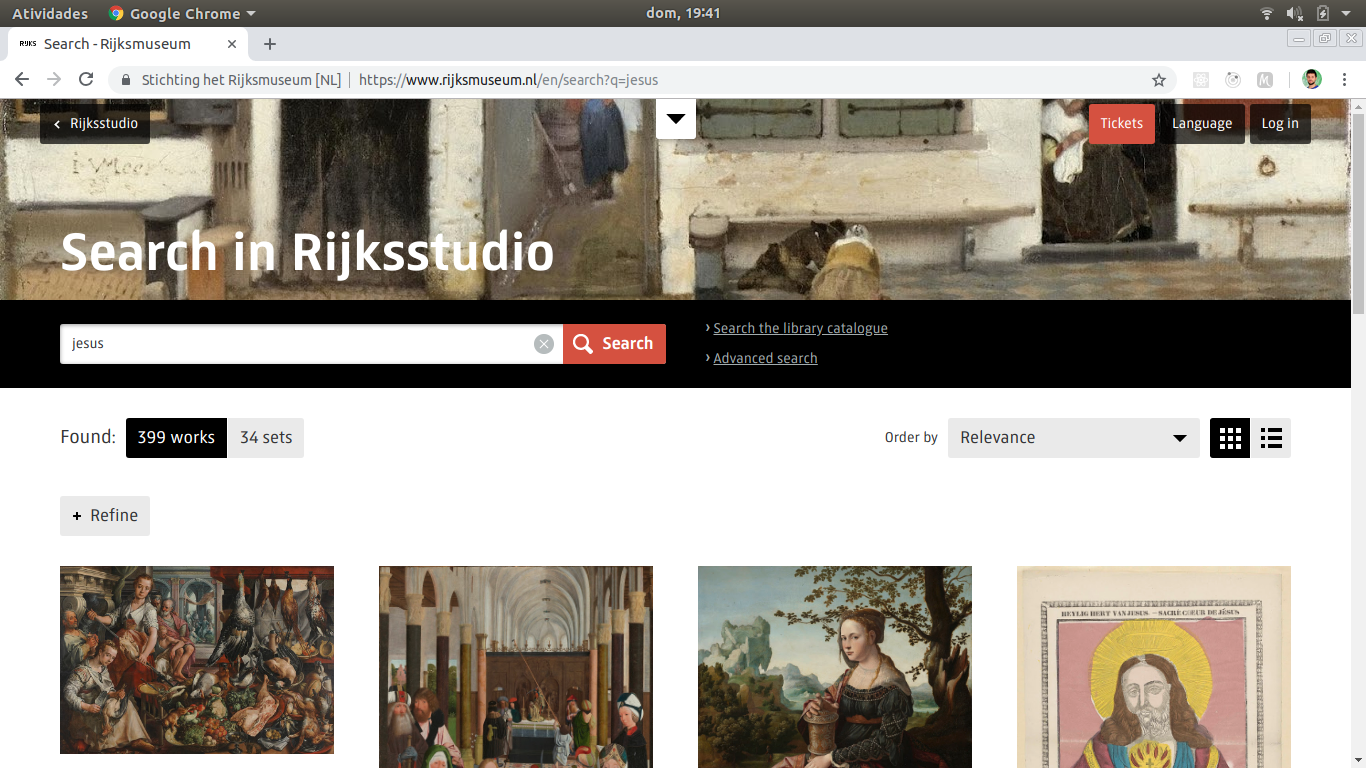 Atividades
Google Chrome
dom, 19:41
RIJKS Search - Rijksmuseum
Stichting het Rijksmuseum [NL]
https://www.rijksmuseum.nl/en/search?q=jesus
Rijksstudio
Tickets
Language
Log in
Search in Rijksstudio
jesus
Search
Search the library catalogue
Advanced search
Found:
399 works
34 sets
Order by
Relevance
+ Refine
HEYLIG HERT VAN JESUS. — SACRÉ CŒUR DE JÉSUS